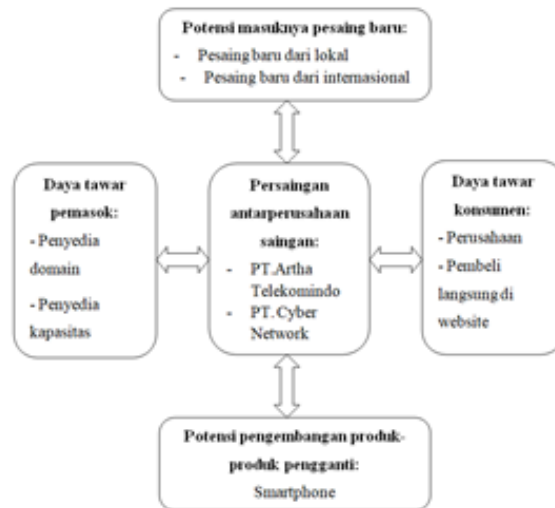 Potensi masuknya pesaing baru:
- Pesaing baru dari lokal
- Pesaing baru dari internasional
Daya tawar
pemasok:
- Penyedia
domain
- Penyedia
kapasitas
Persaingan
antarperusahaan
saingan:
- PT.Artha
Telekomindo
- PT. Cyber
Network
Daya tawar
konsumen:
- Perusahaan
- Pembeli
langsung di
website
Potensi pengembangan produk-
produk pengganti:
Smartphone